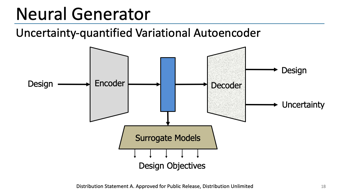 Neural Generator
Uncertainty-quantified Variational Autoencoder
Design
Encoder
Decoder
Design
Uncertainty
Surrogate Models
Design Objectives
Distribution Statement A. Approved for Public Release, Distribution Unlimited